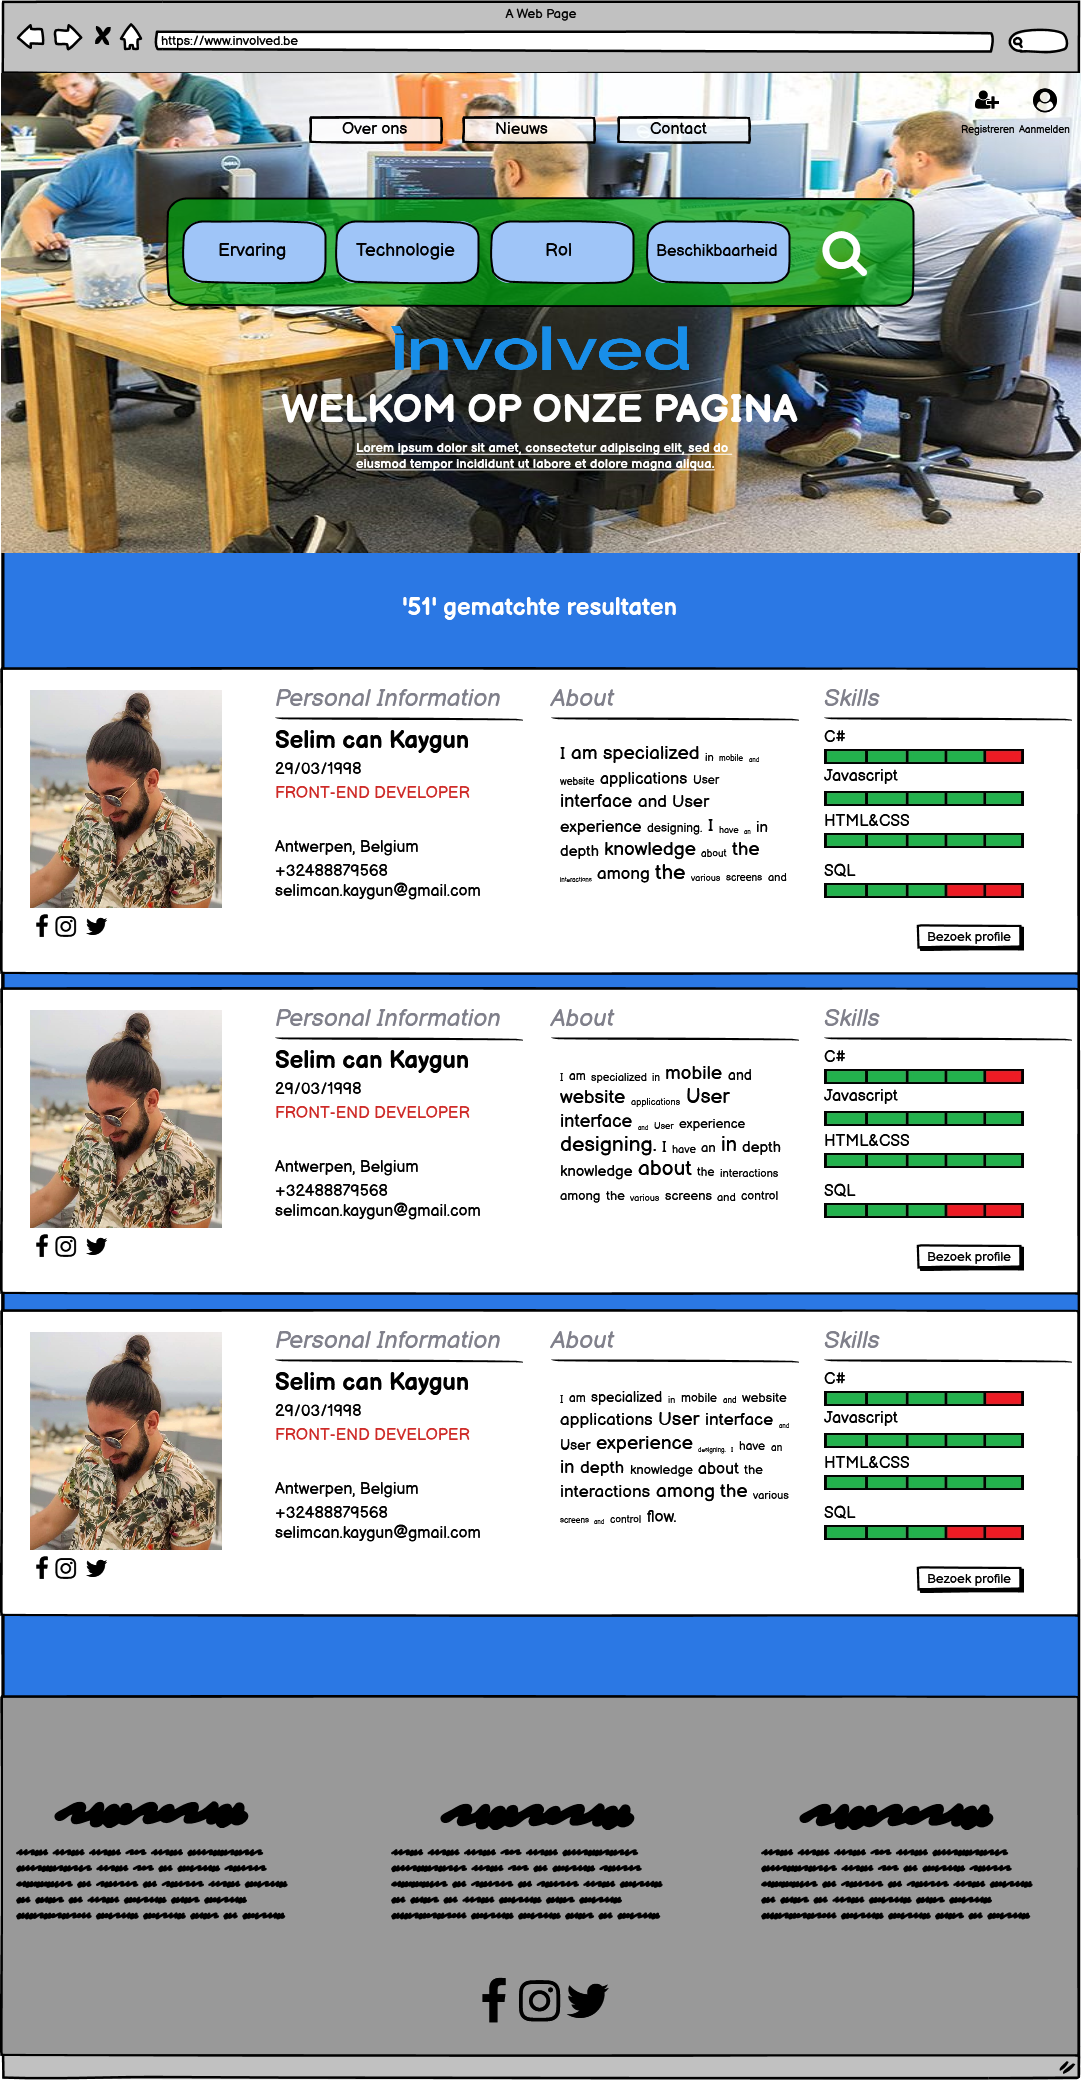 A Web Page
https://www.involved.be
Over ons
Nieuws
Contact
Registreren
Aanmelden
Ervaring
Technologie
Rol
Beschikbaarheid
involved
WELKOM OP ONZE PAGINA
Lorem ipsum dolor sit amet, consectetur adipiscing elit, sed do
eiusmod tempor incididunt ut labore et dolore magna aliqua.
'51' gematchte resultaten
Personal Information
Selim can Kaygun
29/03/1998
FRONT-END DEVELOPER
Antwerpen, Belgium
+32488879568
selimcan.kaygun@gmail.com
About
I am specialized in mobile and
website applications User
interface and User
experience designing. I have an in
depth knowledge about the
interactions among the various screens and
Skills
C#
Javascript
HTML&CSS
SQL
Bezoek profile
Personal Information
Selim can Kaygun
29/03/1998
FRONT-END DEVELOPER
Antwerpen, Belgium
+32488879568
selimcan.kaygun@gmail.com
About
I am specialized in mobile and
website applications User
interface and User experience
designing. I have an in depth
knowledge about the interactions
among the various screens and control
Skills
C#
Javascript
HTML&CSS
SQL
Bezoek profile
Personal Information
Selim can Kaygun
29/03/1998
FRONT-END DEVELOPER
Antwerpen, Belgium
+32488879568
selimcan.kaygun@gmail.com
About
I am specialized in mobile and website
applications User interface and
User experience designing. I have an
in depth knowledge about the
interactions among the various
screens and control flow.
Skills
C#
Javascript
HTML&CSS
SQL
Bezoek profile